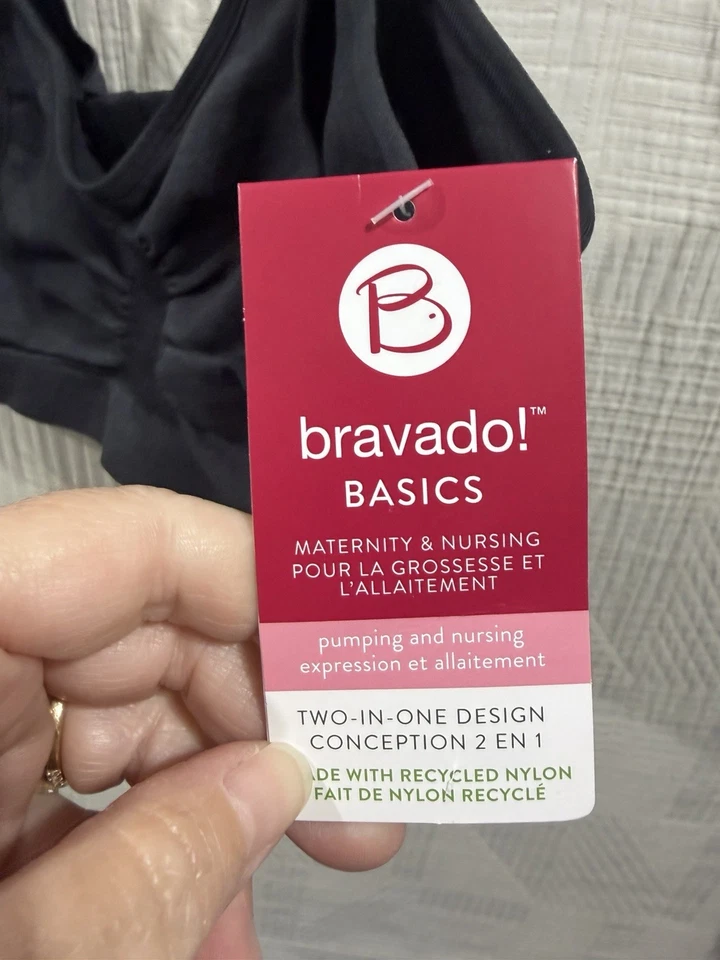 B
bravado!™
BASICS
MATERNITY & NURSING
POUR LA GROSSESSE ET
L'ALLAITEMENT
pumping and nursing
expression et allaitement
TWO-IN-ONE DESIGN
CONCEPTION 2 EN 1
ADE WITH RECYCLED NYLON
FAIT DE NYLON RECYCLÉ